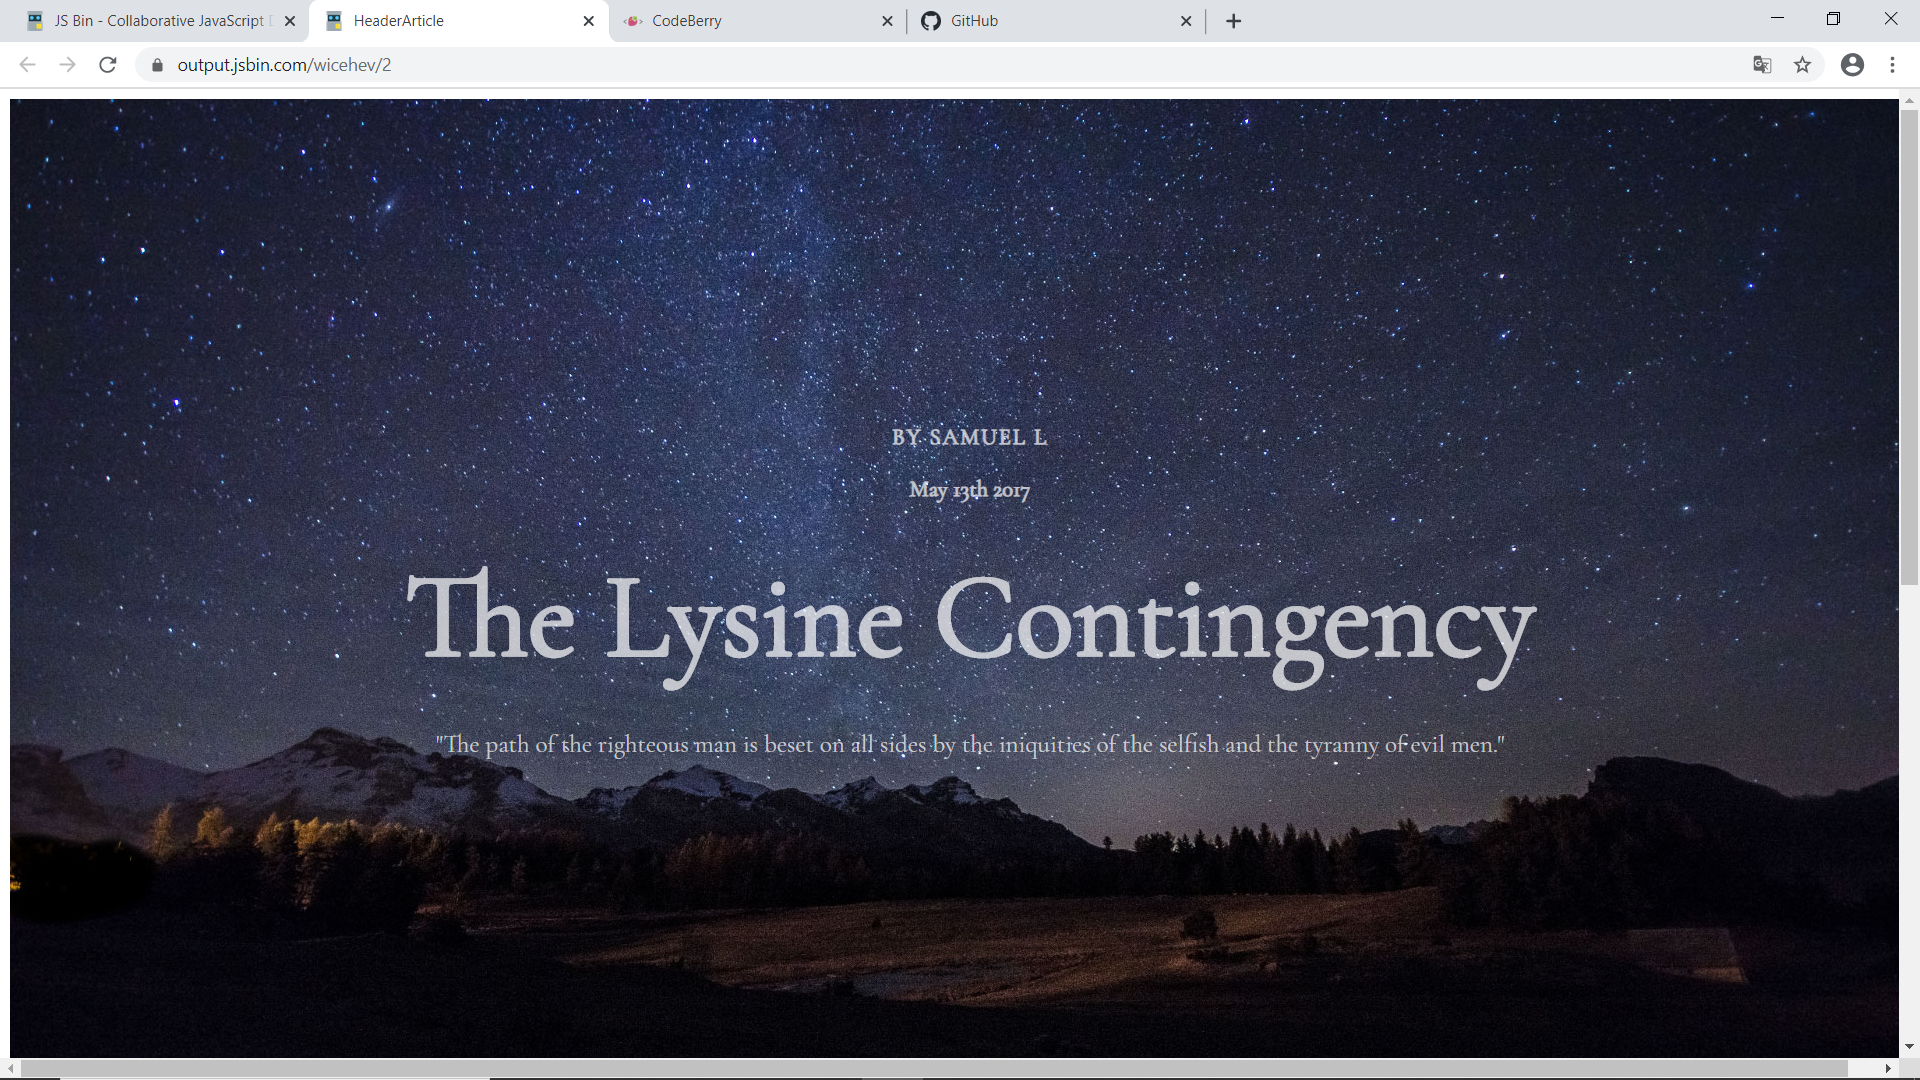 JS Bin - Collaborative JavaScript
HeaderArticle
CodeBerry
GitHub
output.jsbin.com/wicehev/2
BY SAMUEL L
May 13th 2017
The Lysine Contingency
"The path of the righteous man is beset on all sides by the iniquities of the selfish and the tyranny of evil men."